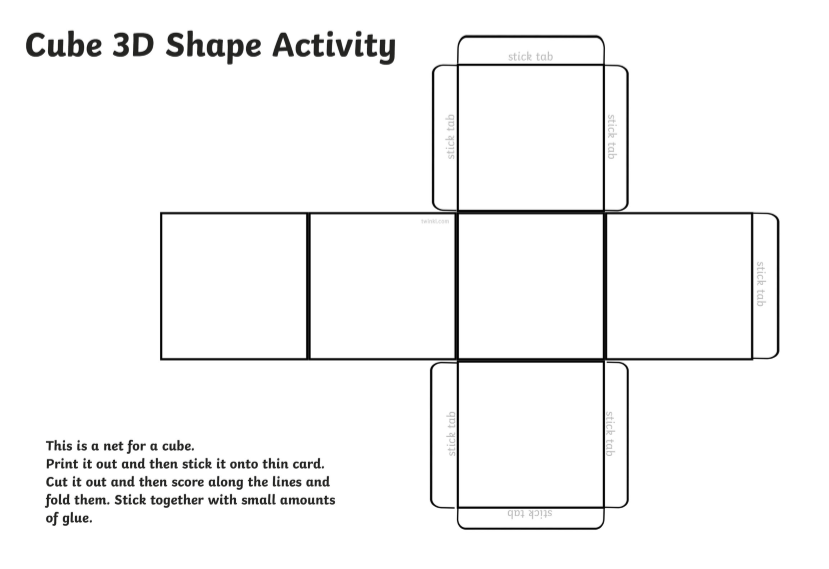 Cube 3D Shape Activity
stick tab
stick tab
stick tab
twinkl.com
stick tab
stick tab
stick tab
stick tab
This is a net for a cube.
Print it out and then stick it onto thin card.
Cut it out and then score along the lines and
fold them. Stick together with small amounts
of glue.